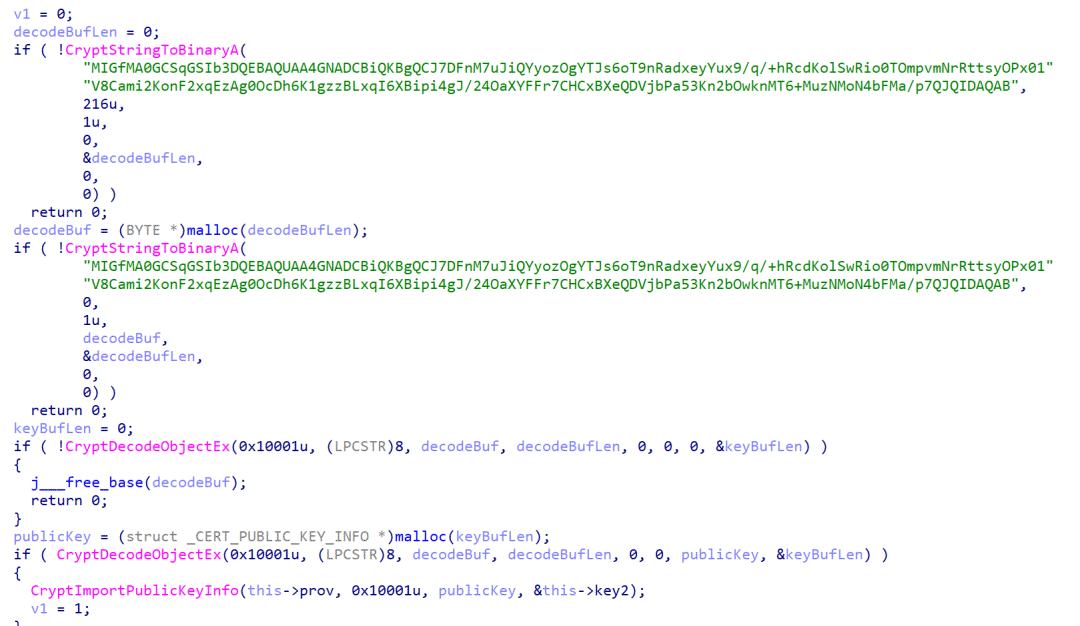 v1 = 0;
decodeBufLen = 0;
if ( !CryptStringToBinaryA(
"MIGfMA0GCSqGSIb3DQEBAQUAA4GNADCBiQKBgQCJ7DFnM7uJiQYyozOgYTJs6oT9nRadxeyYux9/q/+hRcdKolSwRio0TOmpvmNrRttsyOPx01"
"V8Cami2KonF2xqEzAg0OcDh6K1gzzBLxqI6XBipi4gJ/24OaXYFFr7CHCxBXeQDVjbPa53Kn2bOwknMT6+MuzNMoN4bFMa/p7QJQIDAQAB",
216u,
1u,
0,
&decodeBufLen,
0,
0) )
return 0;
decodeBuf = (BYTE *)malloc(decodeBufLen);
if ( !CryptStringToBinaryA(
"MIGfMA0GCSqGSIb3DQEBAQUAA4GNADCBiQKBgQCJ7DFnM7uJiQYyozOgYTJs6oT9nRadxeyYux9/q/+hRcdKolSwRio0TOmpvmNrRttsyOPx01"
"V8Cami2KonF2xqEzAg0OcDh6K1gzzBLxqI6XBipi4gJ/24OaXYFFr7CHCxBXeQDVjbPa53Kn2bOwknMT6+MuzNMoN4bFMa/p7QJQIDAQAB",
0,
1u,
decodeBuf,
&decodeBufLen,
0,
0) )
return 0;
keyBufLen = 0;
if ( !CryptDecodeObjectEx(0x10001u, (LPCSTR)8, decodeBuf, decodeBufLen, 0, 0, 0, &keyBufLen) )
{
j___free_base(decodeBuf);
return 0;
}
publicKey = (struct _CERT_PUBLIC_KEY_INFO *)malloc(keyBufLen);
if ( CryptDecodeObjectEx(0x10001u, (LPCSTR)8, decodeBuf, decodeBufLen, 0, 0, publicKey, &keyBufLen) )
{
CryptImportPublicKeyInfo(this->prov, 0x10001u, publicKey, &this->key2);
v1 = 1;
}